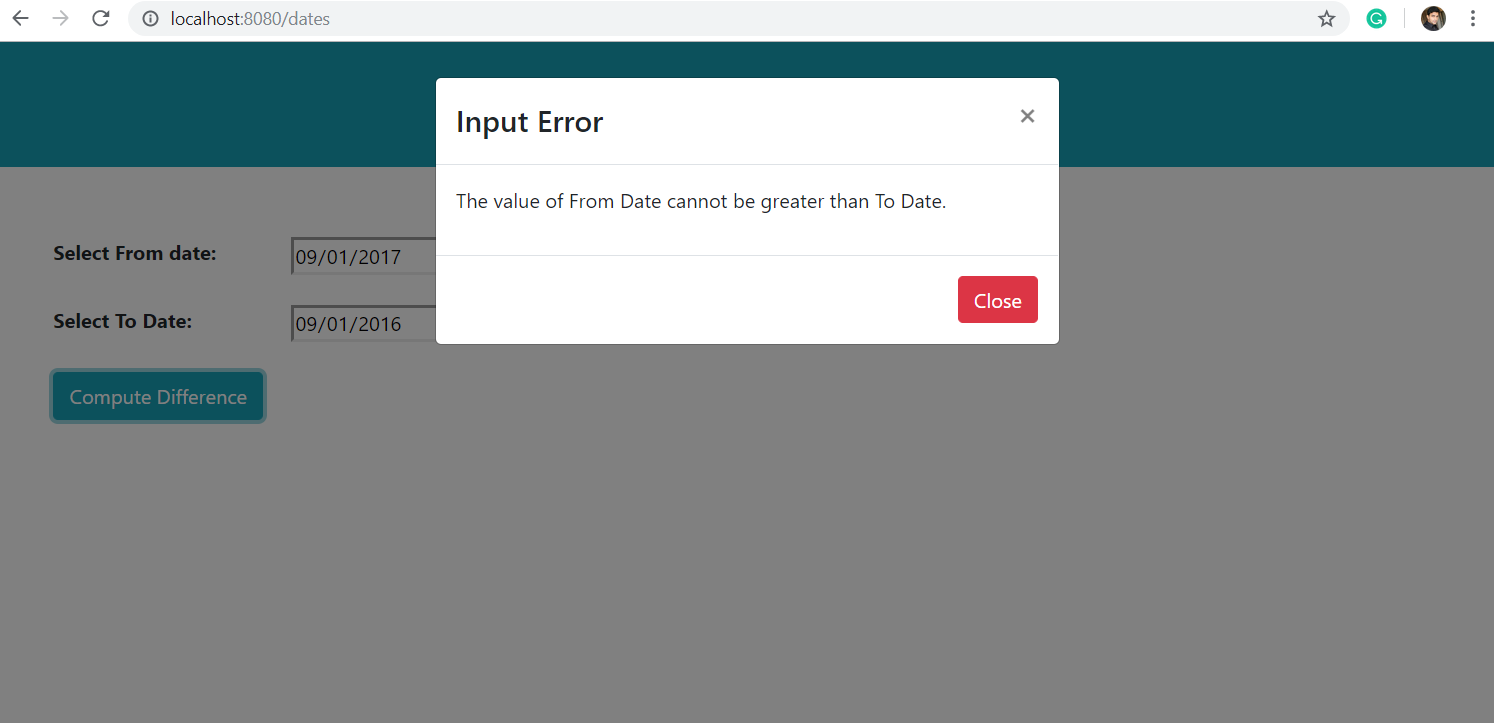 localhost:8080/dates
Input Error
×
The value of From Date cannot be greater than To Date.
Close
Select From date:
09/01/2017
Select To Date:
09/01/2016
Compute Difference